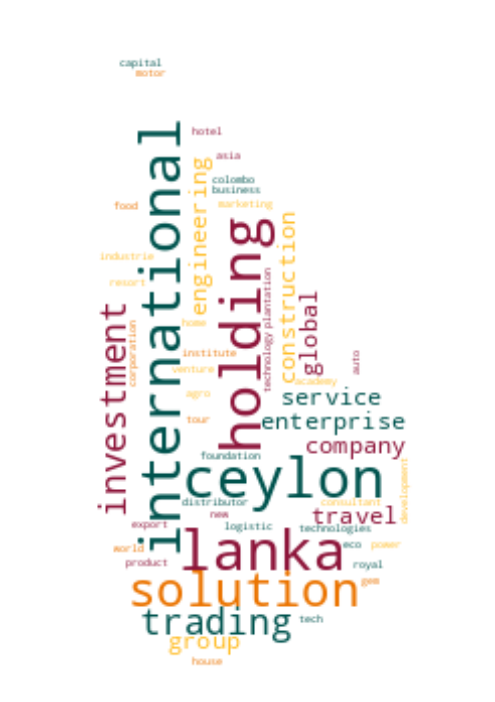 capital
motor
international
hotel
asia
engineering
colombo
business
food
marketing
construction
holding
industrie
technology
plantation
resort
global
investment
corporation
home
institute
auto
venture
academy
agro
service
tour
enterprise
company
foundation
ceylon
development
distributor
consultant
new
travel
export
logistic
technologies
lanka
world
eco
power
product
royal
solution
gem
trading
tech
group
house